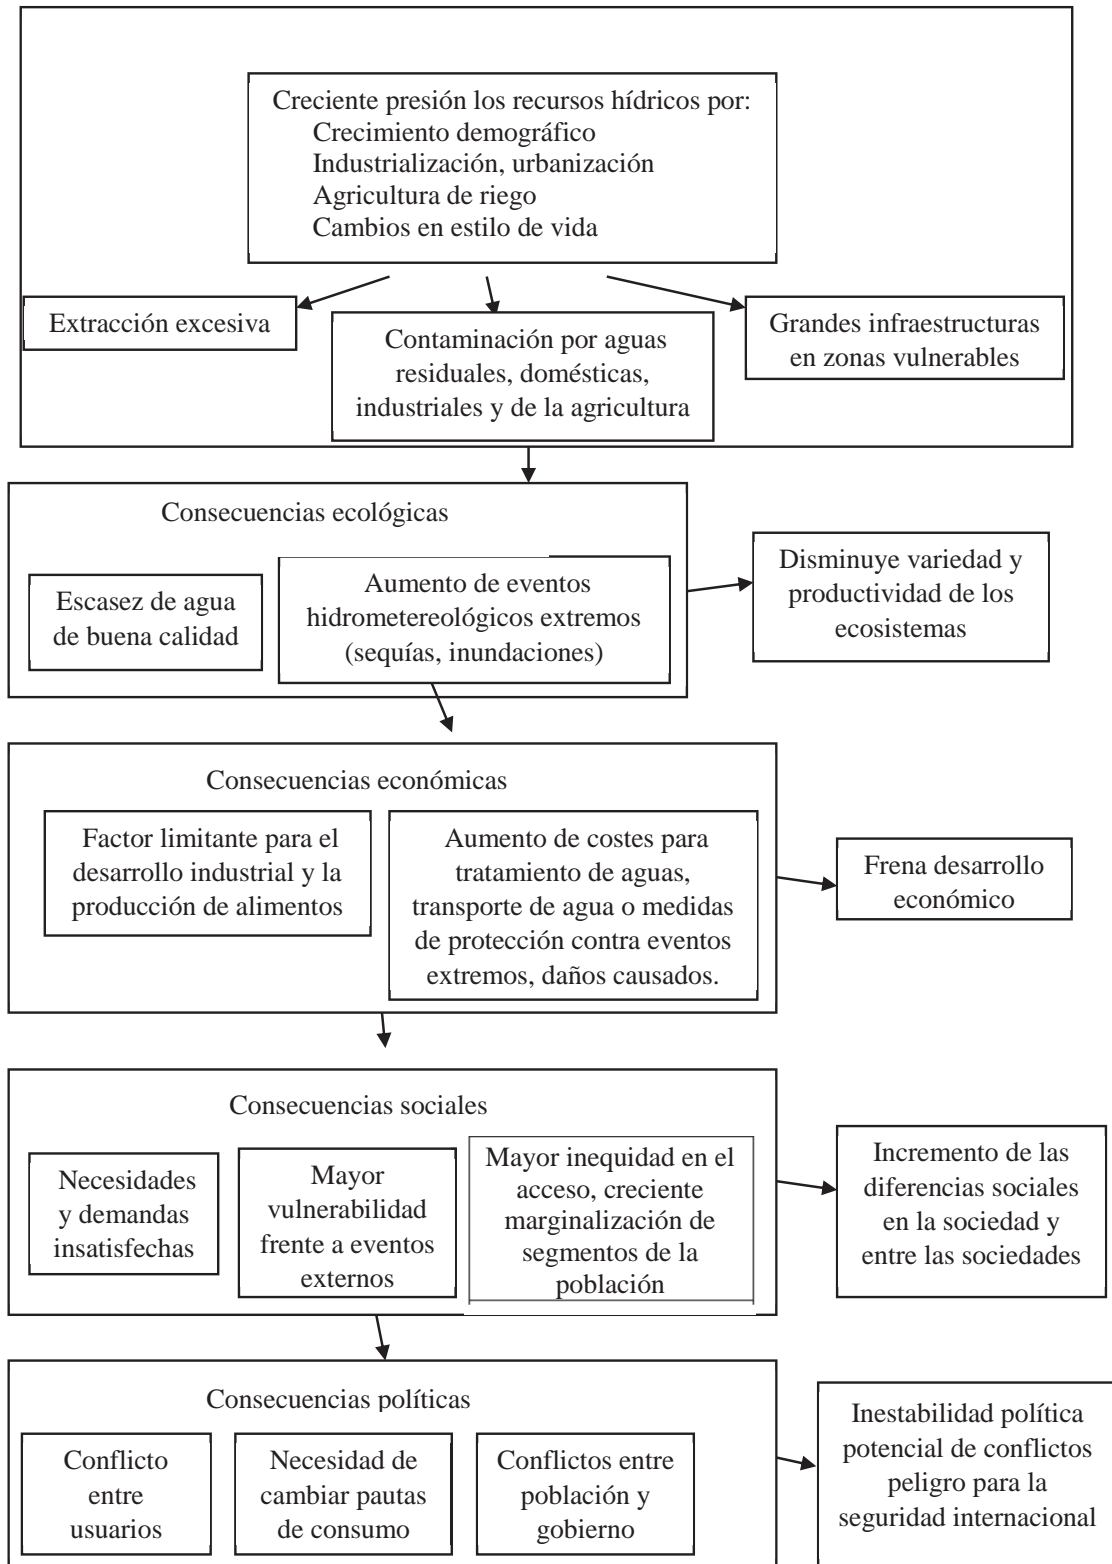 Creciente presión los recursos hídricos por:
Crecimiento demográfico
Industrialización, urbanización
Agricultura de riego
Cambios en estilo de vida
Extracción excesiva
Contaminación por aguas
residuales, domésticas,
industriales y de la agricultura
Grandes infraestructuras
en zonas vulnerables
Consecuencias ecológicas
Escasez de agua
de buena calidad
Aumento de eventos
hidrometereológicos extremos
(sequías, inundaciones)
Disminuye variedad y
productividad de los
ecosistemas
Consecuencias económicas
Factor limitante para el
desarrollo industrial y la
producción de alimentos
Aumento de costes para
tratamiento de aguas,
transporte de agua o medidas
de protección contra eventos
extremos, daños causados.
Frena desarrollo
económico
Consecuencias sociales
Necesidades
y demandas
insatisfechas
Mayor
vulnerabilidad
frente a eventos
externos
Mayor inequidad en el
acceso, creciente
marginalización de
segmentos de la
población
Incremento de las
diferencias sociales
en la sociedad y
entre las sociedades
Consecuencias políticas
Conflicto
entre
usuarios
Necesidad de
cambiar pautas
de consumo
Conflictos entre
población y
gobierno
Inestabilidad política
potencial de conflictos
peligro para la
seguridad internacional